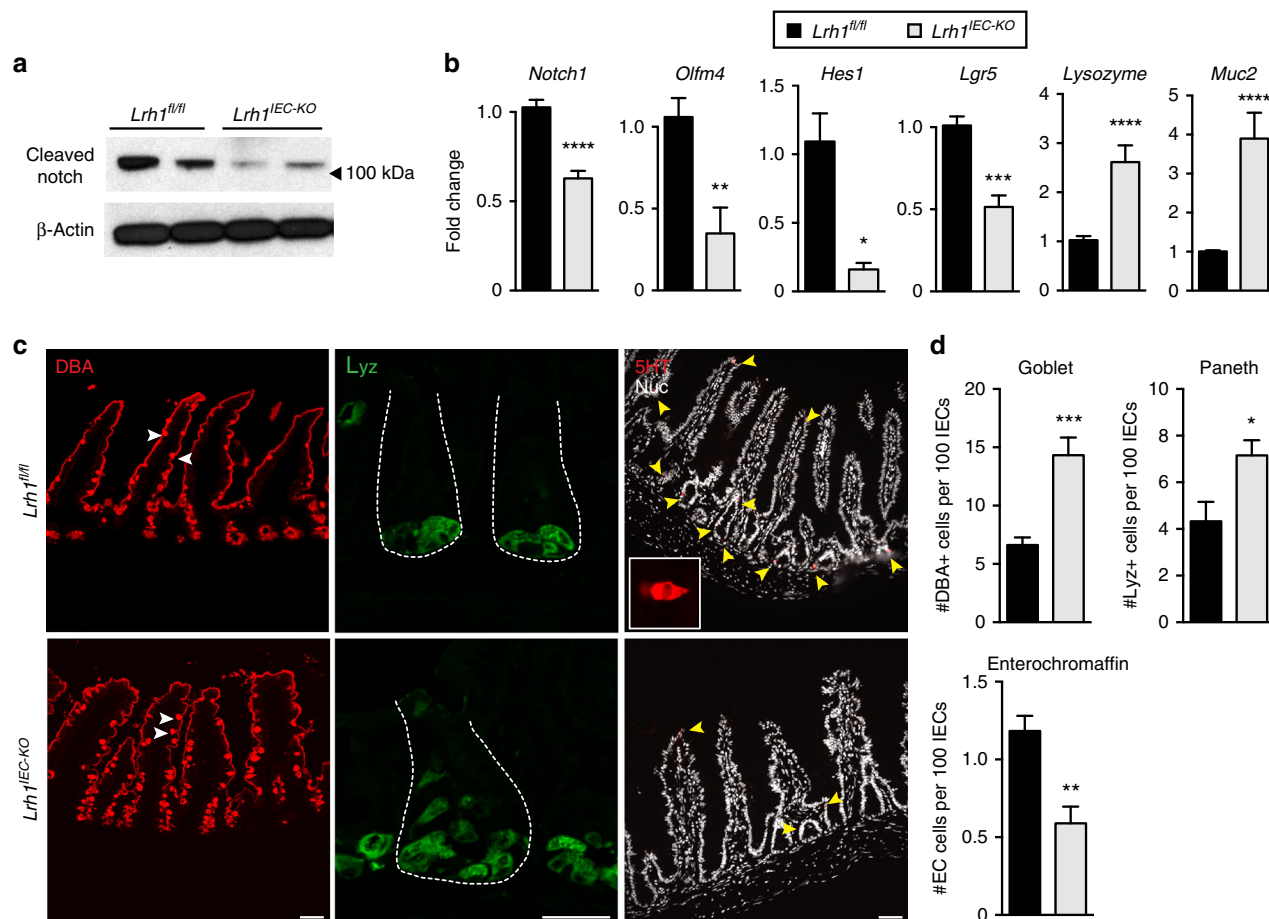 Lrh1fl/fl Lrh1IEC-KO
a
Lrh1fl/fl Lrh1IEC-KO
Cleaved
notch
100 kDa
β-Actin
b
Fold change
Notch1
1.0
0.5
0
****
Olfm4
1.0
0.5
0
**
Hes1
1.5
1.0
0.5
0
*
Lgr5
1.0
0.5
0
***
Lysozyme
4
3
2
1
0
****
Muc2
5
4
3
2
1
0
****
c
DBA
Lyz
5HT
Nuc
Lrh1fl/fl
Lrh1IEC-KO
d
Goblet
#DBA+ cells per 100 IECs
20
15
10
5
0
***
Paneth
#Lyz+ cells per 100 IECs
10
8
6
4
2
0
*
Enterochromaffin
#EC cells per 100 IECs
1.5
1.0
0.5
0
**